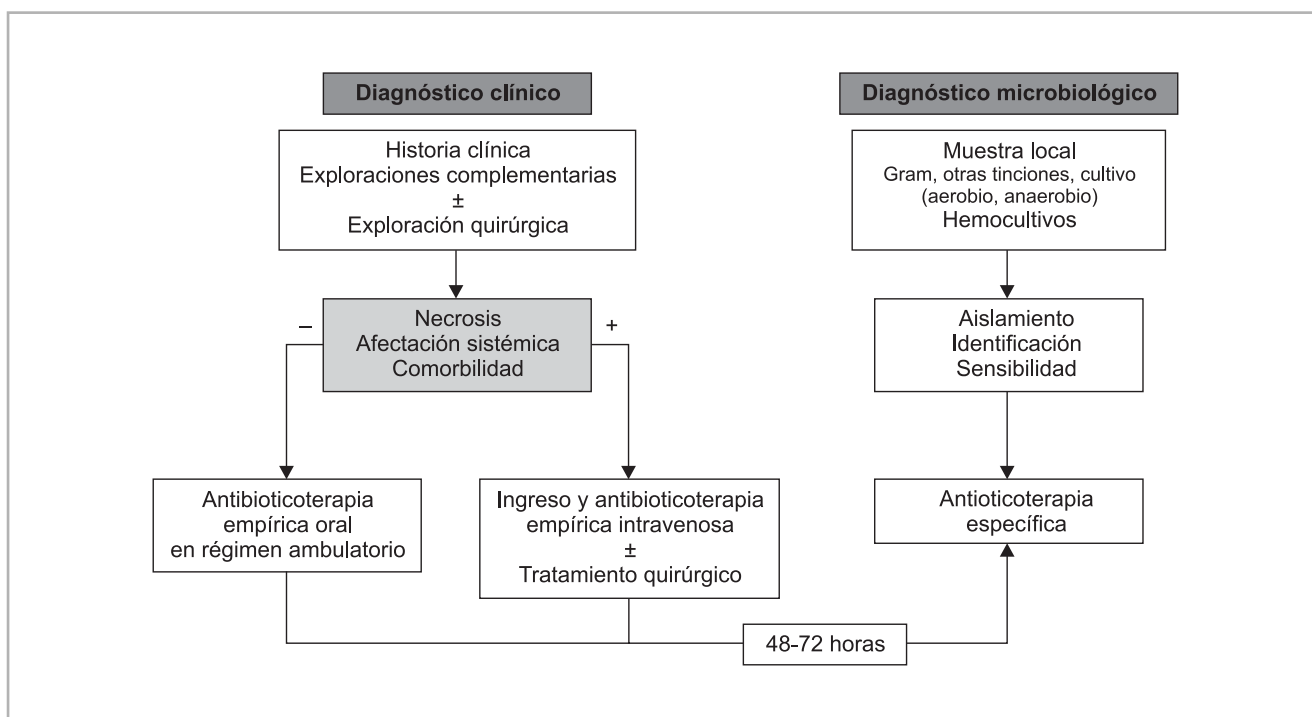 Diagnóstico clínico
Historia clínica
Exploraciones complementarias
±
Exploración quirúrgica
–
+
Necrosis
Afectación sistémica
Comorbilidad
Antibioticoterapia
empírica oral
en régimen ambulatorio
Ingreso y antibioticoterapia
empírica intravenosa
±
Tratamiento quirúrgico
48-72 horas
Diagnóstico microbiológico
Muestra local
Gram, otras tinciones, cultivo
(aerobio, anaerobio)
Hemocultivos
Aislamiento
Identificación
Sensibilidad
Antioticoterapia
específica